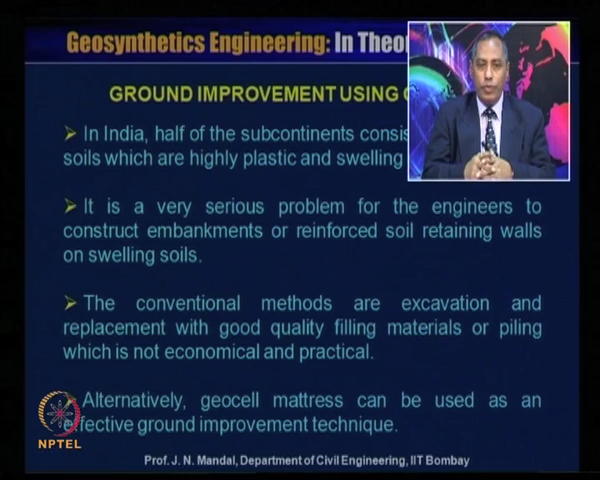 Geosynthetics Engineering: In Theor
GROUND IMPROVEMENT USING
In India, half of the subcontinents consis
soils which are highly plastic and swelling
It is a very serious problem for the engineers to
construct embankments or reinforced soil retaining walls
on swelling soils.
The conventional methods are excavation and
replacement with good quality filling materials or piling
which is not economical and practical.
Alternatively, geocell mattress can be used as an
effective ground improvement technique.
NPTEL
Prof. J. N. Mandal, Department of Civil Engineering, IIT Bombay